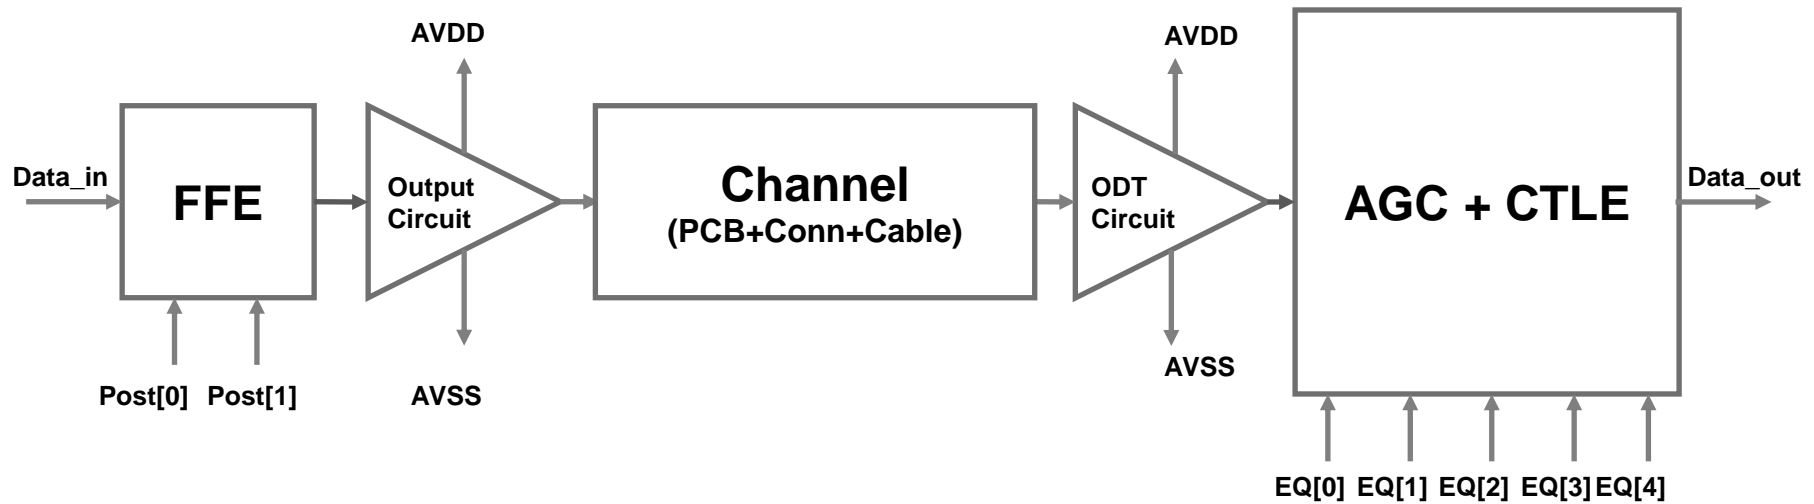 AVDD
AVDD
Data_in
FFE
Output
Circuit
Channel
(PCB+Conn+Cable)
ODT
Circuit
AGC + CTLE
Data_out
Post[0]
Post[1]
AVSS
AVSS
EQ[0]
EQ[1]
EQ[2]
EQ[3]
EQ[4]